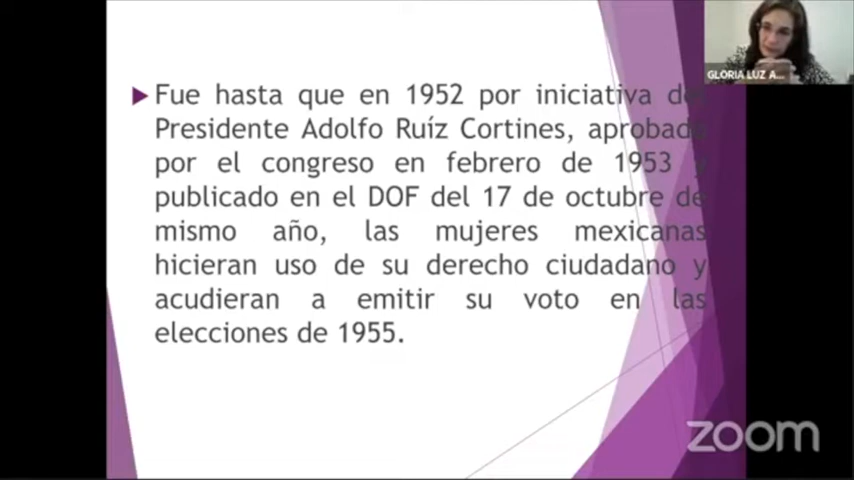 Fue hasta que en 1952 por iniciativa del
Presidente Adolfo Ruíz Cortines, aprobado
por el congreso en febrero de 1953 y
publicado en el DOF del 17 de octubre de
mismo año, las mujeres mexicanas
hicieran uso de su derecho ciudadano y
acudieran a emitir su voto en las
elecciones de 1955.
GLORIA LUZ A...
zoom